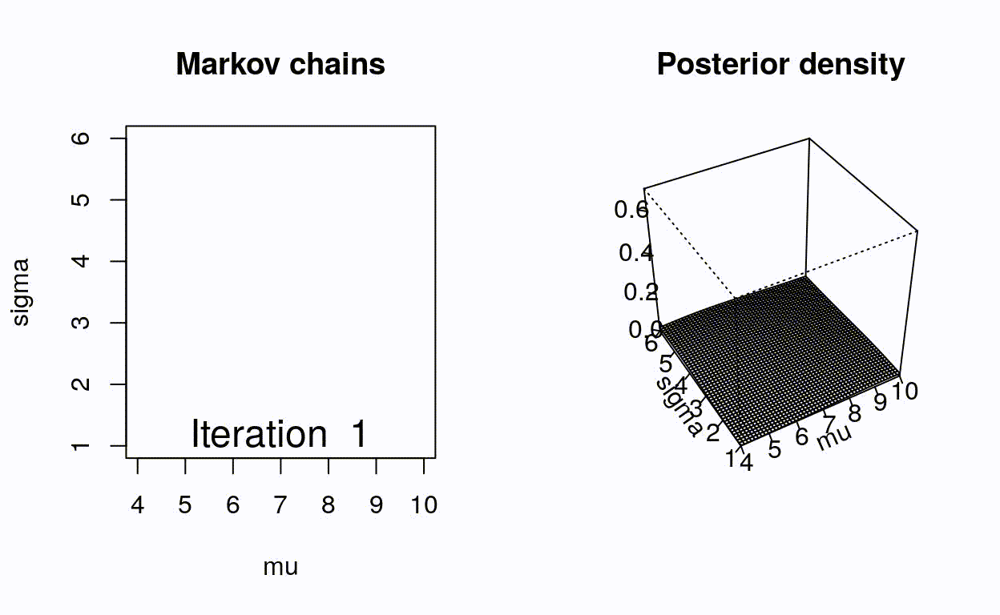 Markov chains
6
5
4
3
2
1
sigma
Iteration 1
4 5 6 7 8 9 10
mu
Posterior density
0.6
0.4
0.2
0.0
6
5
4
3
2
1
sigma
4 5 6 7 8 9 10
mu